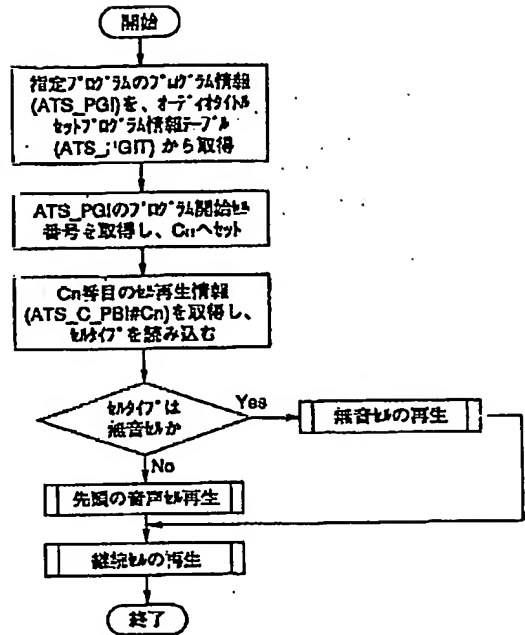 開始
指定プログラムのプログラム情報
(ATS_PGI)を、オーディオタイトル
セットプログラム情報テーブル
から取得
ATS_PGIのプログラム開始セル
番号を取得し、Cnへセット
Cn番目のセル再生情報
(ATS_C_PBI#Cn)を取得し、
セルタイプを読み込む
セルタイプは
無音セルか
Yes
無音セルの再生
No
先頭の音声セル再生
継続セルの再生
終了